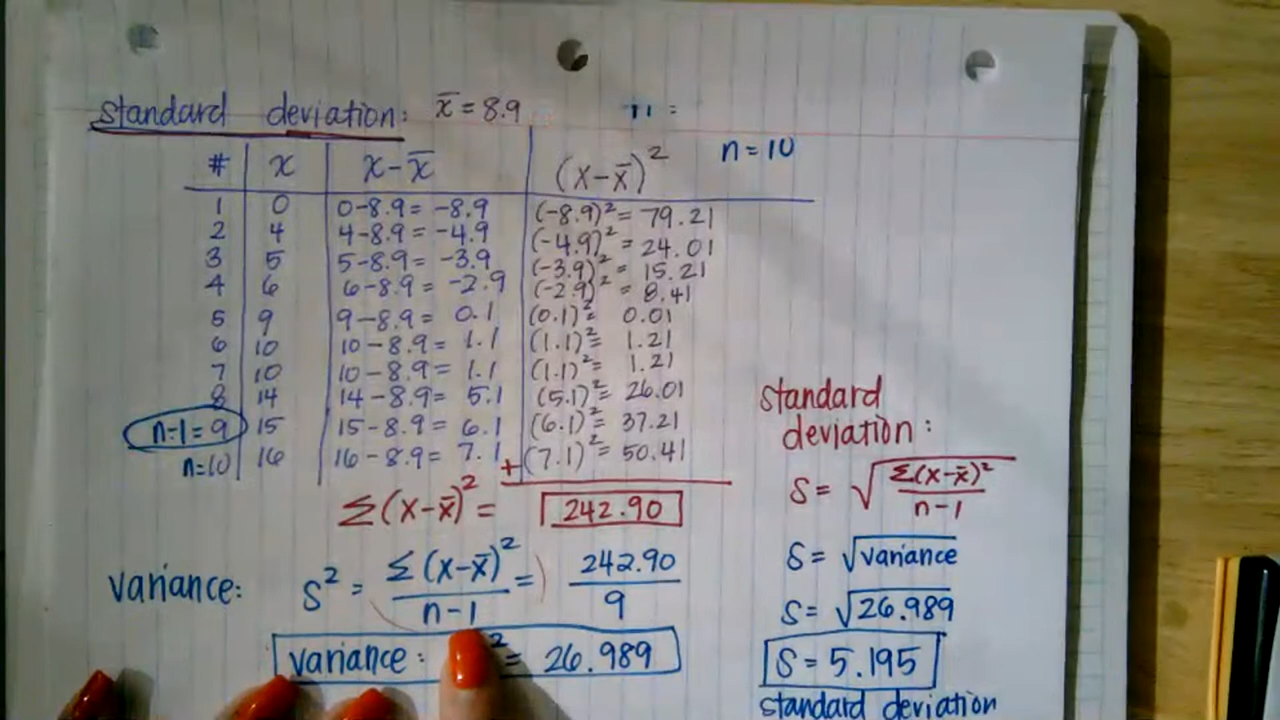 standard deviation: x̄ = 8.9 n =
# x x-x̄ (x-x̄)² n = 10
1 0 0-8.9 = -8.9 (-8.9)² = 79.21
2 4 4-8.9 = -4.9 (-4.9)² = 24.01
3 5 5-8.9 = -3.9 (-3.9)² = 15.21
4 6 6-8.9 = -2.9 (-2.9)² = 8.41
5 9 9-8.9 = 0.1 (0.1)² = 0.01
6 10 10-8.9 = 1.1 (1.1)² = 1.21
7 10 10-8.9 = 1.1 (1.1)² = 1.21
8 14 14-8.9 = 5.1 (5.1)² = 26.01
n-1 = 9 15 15-8.9 = 6.1 (6.1)² = 37.21
n=10 16 16-8.9 = 7.1 + (7.1)² = 50.41
Σ(x-x̄)² = 242.90
variance: s² = Σ(x-x̄)² / n-1 = 242.90 / 9
variance: ² = 26.989
standard
deviation:
s = √ Σ(x-x̄)² / n-1
s = √variance
s = √26.989
s = 5.195
standard deviation